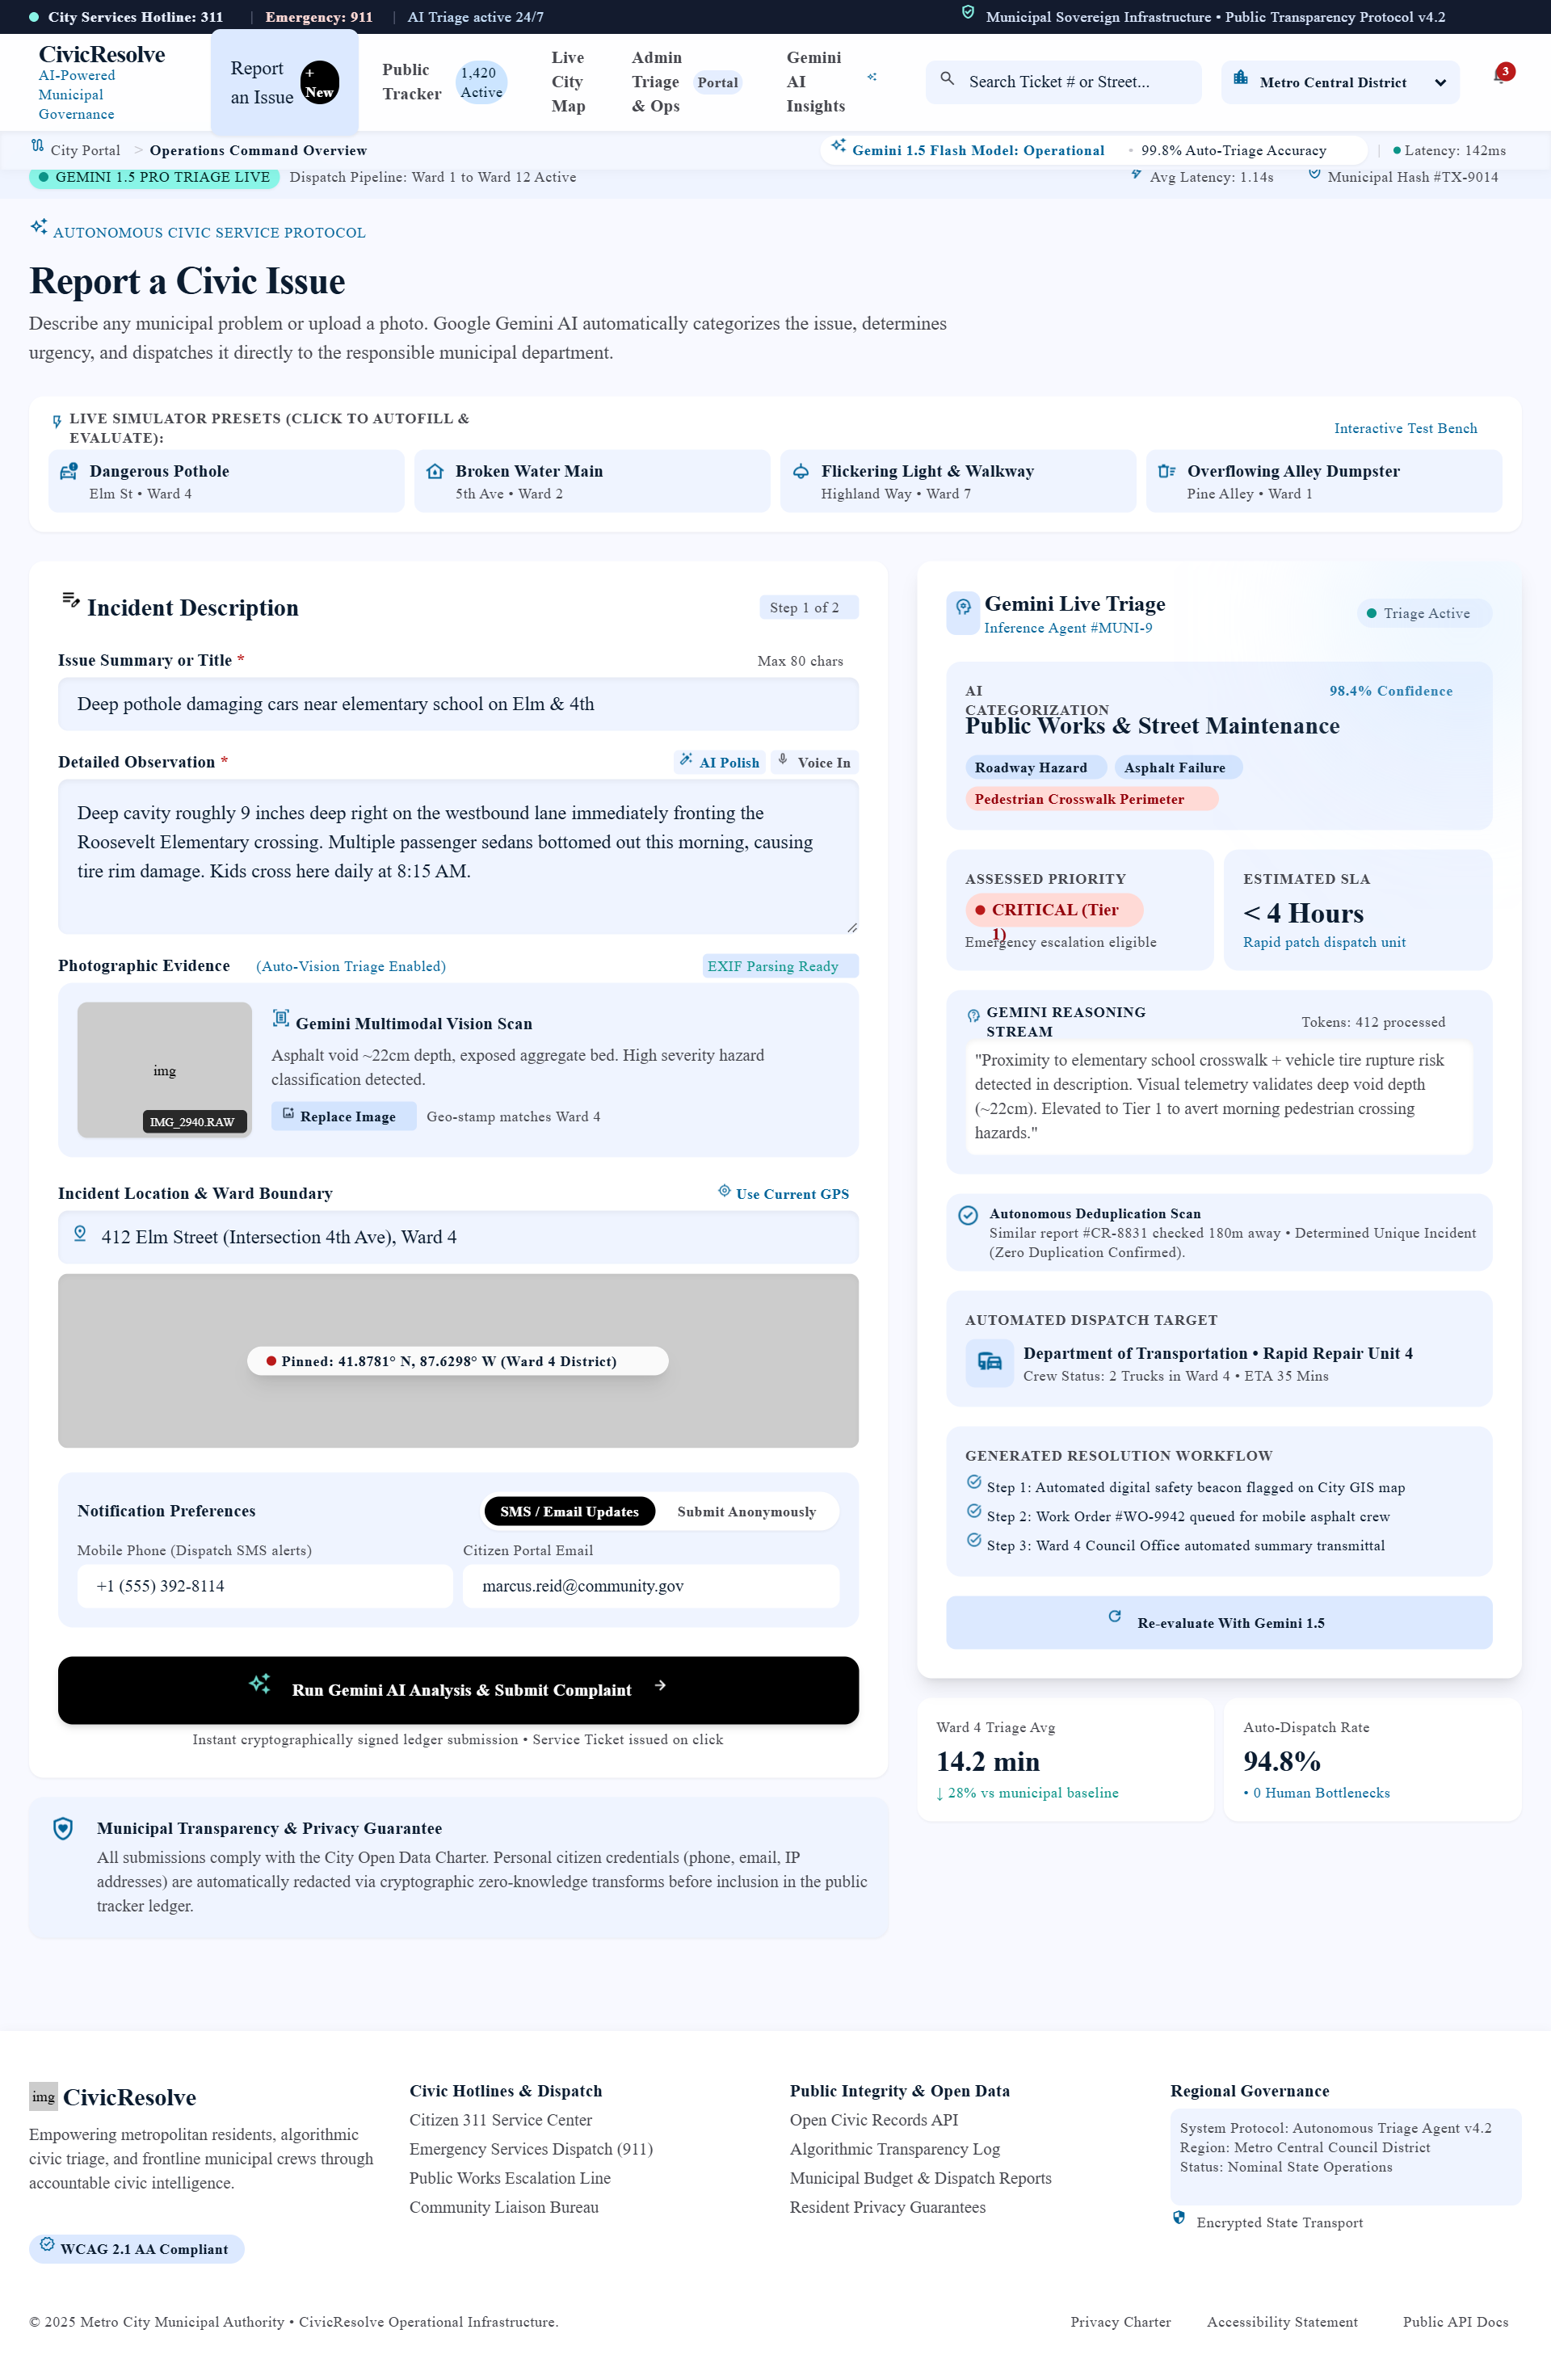 City Services Hotline: 311 | Emergency: 911 | AI Triage active 24/7
Municipal Sovereign Infrastructure • Public Transparency Protocol v4.2
CivicResolve
AI-Powered
Municipal
Governance
Report
an Issue
+
New
Public
Tracker
1,420
Active
Live
City
Map
Admin
Triage
& Ops
Portal
Gemini
AI
Insights
Search Ticket # or Street...
Metro Central District
3
City Portal > Operations Command Overview
Gemini 1.5 Flash Model: Operational • 99.8% Auto-Triage Accuracy | Latency: 142ms
GEMINI 1.5 PRO TRIAGE LIVE
Dispatch Pipeline: Ward 1 to Ward 12 Active
Avg Latency: 1.14s
Municipal Hash #TX-9014
AUTONOMOUS CIVIC SERVICE PROTOCOL
Report a Civic Issue
Describe any municipal problem or upload a photo. Google Gemini AI automatically categorizes the issue, determines
urgency, and dispatches it directly to the responsible municipal department.
LIVE SIMULATOR PRESETS (CLICK TO AUTOFILL &
EVALUATE):
Interactive Test Bench
Dangerous Pothole
Elm St • Ward 4
Broken Water Main
5th Ave • Ward 2
Flickering Light & Walkway
Highland Way • Ward 7
Overflowing Alley Dumpster
Pine Alley • Ward 1
Incident Description
Step 1 of 2
Issue Summary or Title *
Max 80 chars
Deep pothole damaging cars near elementary school on Elm & 4th
Detailed Observation *
AI Polish
Voice In
Deep cavity roughly 9 inches deep right on the westbound lane immediately fronting the
Roosevelt Elementary crossing. Multiple passenger sedans bottomed out this morning, causing
tire rim damage. Kids cross here daily at 8:15 AM.
Photographic Evidence (Auto-Vision Triage Enabled)
EXIF Parsing Ready
img
IMG_2940.RAW
Gemini Multimodal Vision Scan
Asphalt void ~22cm depth, exposed aggregate bed. High severity hazard
classification detected.
Replace Image
Geo-stamp matches Ward 4
Incident Location & Ward Boundary
Use Current GPS
412 Elm Street (Intersection 4th Ave), Ward 4
Pinned: 41.8781° N, 87.6298° W (Ward 4 District)
Notification Preferences
SMS / Email Updates
Submit Anonymously
Mobile Phone (Dispatch SMS alerts)
+1 (555) 392-8114
Citizen Portal Email
marcus.reid@community.gov
Run Gemini AI Analysis & Submit Complaint
Instant cryptographically signed ledger submission • Service Ticket issued on click
Municipal Transparency & Privacy Guarantee
All submissions comply with the City Open Data Charter. Personal citizen credentials (phone, email, IP
addresses) are automatically redacted via cryptographic zero-knowledge transforms before inclusion in the public
tracker ledger.
Gemini Live Triage
Inference Agent #MUNI-9
Triage Active
AI
CATEGORIZATION
98.4% Confidence
Public Works & Street Maintenance
Roadway Hazard
Asphalt Failure
Pedestrian Crosswalk Perimeter
ASSESSED PRIORITY
CRITICAL (Tier
1)
Emergency escalation eligible
ESTIMATED SLA
< 4 Hours
Rapid patch dispatch unit
GEMINI REASONING
STREAM
Tokens: 412 processed
"Proximity to elementary school crosswalk + vehicle tire rupture risk
detected in description. Visual telemetry validates deep void depth
(~22cm). Elevated to Tier 1 to avert morning pedestrian crossing
hazards."
Autonomous Deduplication Scan
Similar report #CR-8831 checked 180m away • Determined Unique Incident
(Zero Duplication Confirmed).
AUTOMATED DISPATCH TARGET
Department of Transportation • Rapid Repair Unit 4
Crew Status: 2 Trucks in Ward 4 • ETA 35 Mins
GENERATED RESOLUTION WORKFLOW
Step 1: Automated digital safety beacon flagged on City GIS map
Step 2: Work Order #WO-9942 queued for mobile asphalt crew
Step 3: Ward 4 Council Office automated summary transmittal
Re-evaluate With Gemini 1.5
Ward 4 Triage Avg
14.2 min
↓ 28% vs municipal baseline
Auto-Dispatch Rate
94.8%
• 0 Human Bottlenecks
img
CivicResolve
Empowering metropolitan residents, algorithmic
civic triage, and frontline municipal crews through
accountable civic intelligence.
WCAG 2.1 AA Compliant
Civic Hotlines & Dispatch
Citizen 311 Service Center
Emergency Services Dispatch (911)
Public Works Escalation Line
Community Liaison Bureau
Public Integrity & Open Data
Open Civic Records API
Algorithmic Transparency Log
Municipal Budget & Dispatch Reports
Resident Privacy Guarantees
Regional Governance
System Protocol: Autonomous Triage Agent v4.2
Region: Metro Central Council District
Status: Nominal State Operations
Encrypted State Transport
© 2025 Metro City Municipal Authority • CivicResolve Operational Infrastructure.
Privacy Charter
Accessibility Statement
Public API Docs